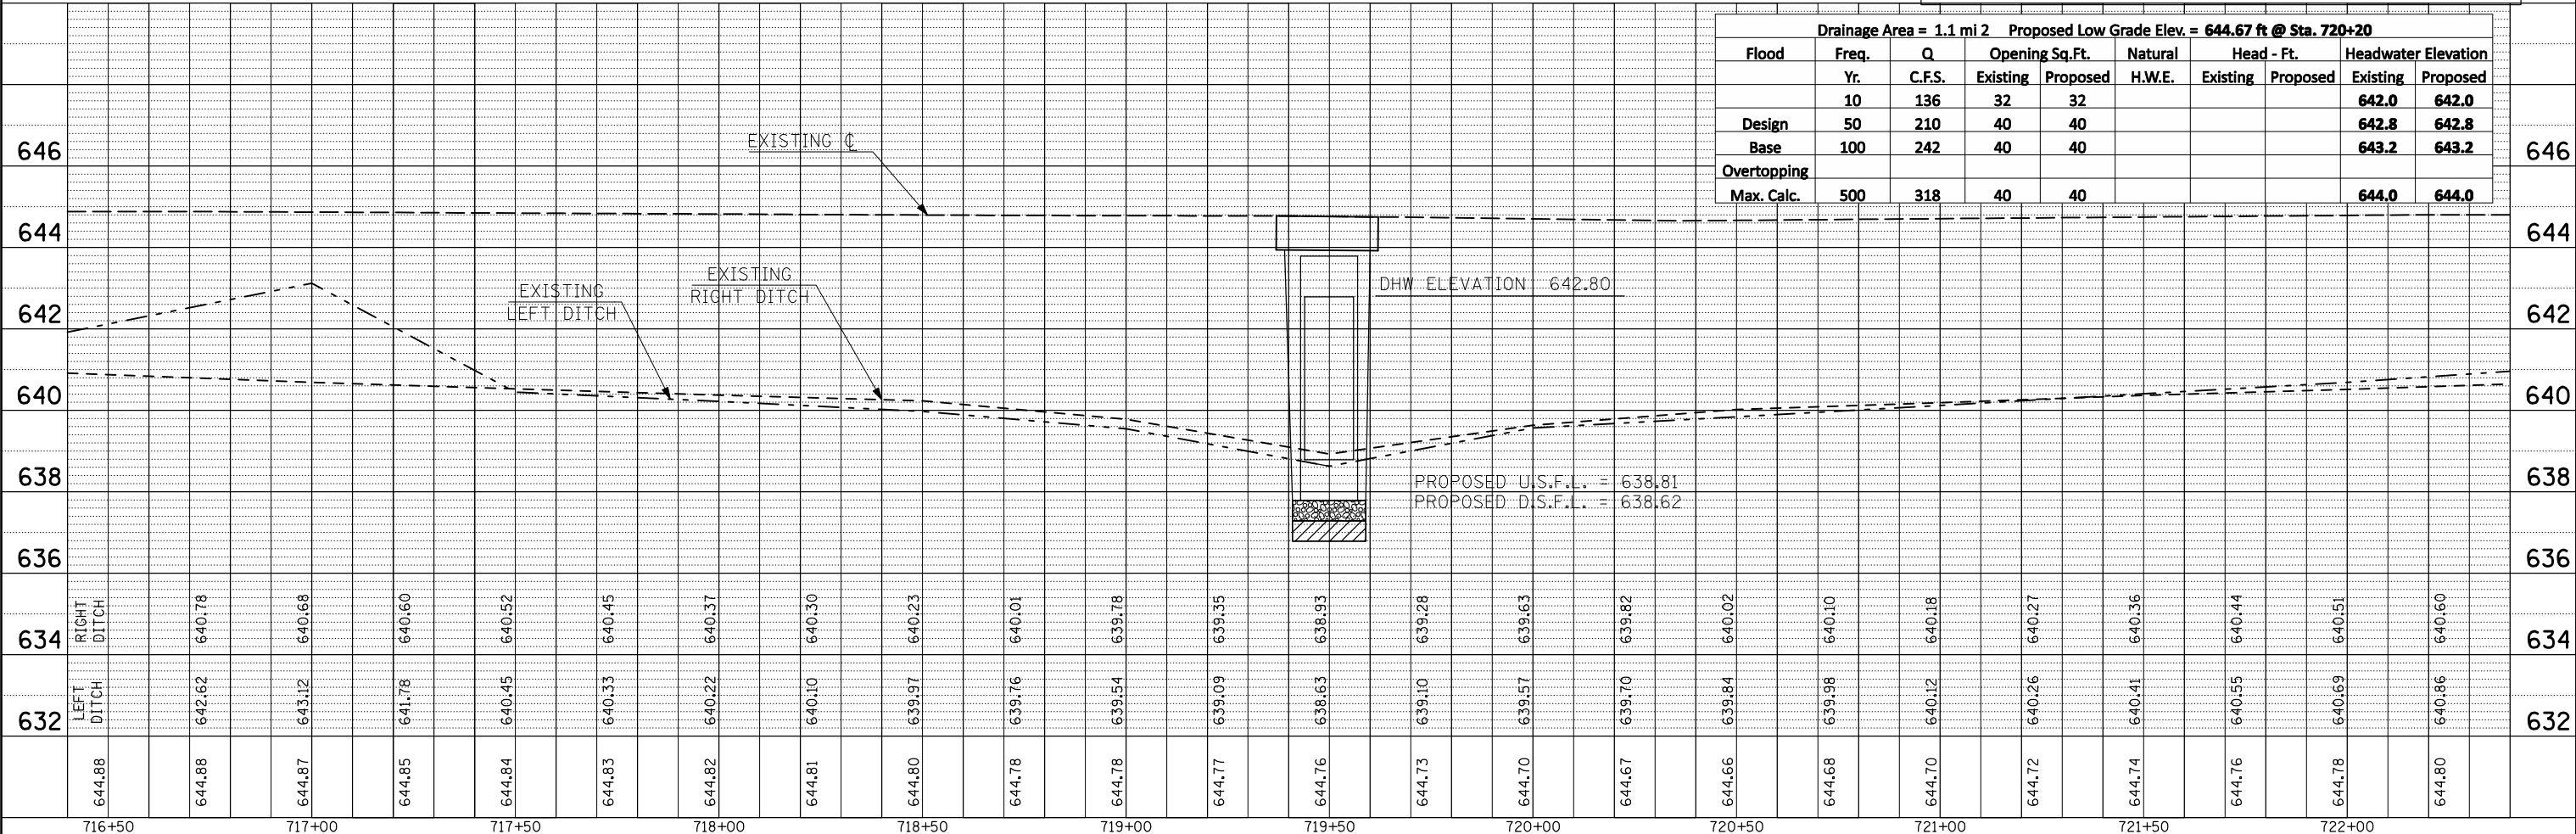 Drainage Area = 1.1 mi 2 Proposed Low Grade Elev. = 644.67 ft @ Sta. 720+20
Flood Freq. Q Opening Sq.Ft. Natural Head - Ft. Headwater Elevation
Yr. C.F.S. Existing Proposed H.W.E. Existing Proposed Existing Proposed
10 136 32 32 642.0 642.0
Design 50 210 40 40 642.8 642.8
Base 100 242 40 40 643.2 643.2
Overtopping
Max. Calc. 500 318 40 40 644.0 644.0
646 646
644 644
642 642
640 640
638 638
636 636
634 634
632 632
EXISTING ℄
EXISTING
LEFT DITCH
EXISTING
RIGHT DITCH
DHW ELEVATION 642.80
PROPOSED U.S.F.L. = 638.81
PROPOSED D.S.F.L. = 638.62
RIGHT
DITCH
640.78 640.68 640.60 640.52 640.45 640.37 640.30 640.23 640.01 639.78 639.35 638.93 639.28 639.63 639.82 640.02 640.10 640.18 640.27 640.36 640.44 640.51 640.60
LEFT
DITCH
642.62 643.12 641.78 640.45 640.33 640.22 640.10 639.97 639.76 639.54 639.09 638.63 639.10 639.57 639.70 639.84 639.98 640.12 640.26 640.41 640.55 640.69 640.86
644.88 644.88 644.87 644.85 644.84 644.83 644.82 644.81 644.80 644.78 644.78 644.77 644.76 644.73 644.70 644.67 644.66 644.68 644.70 644.72 644.74 644.76 644.78 644.80
716+50 717+00 717+50 718+00 718+50 719+00 719+50 720+00 720+50 721+00 721+50 722+00